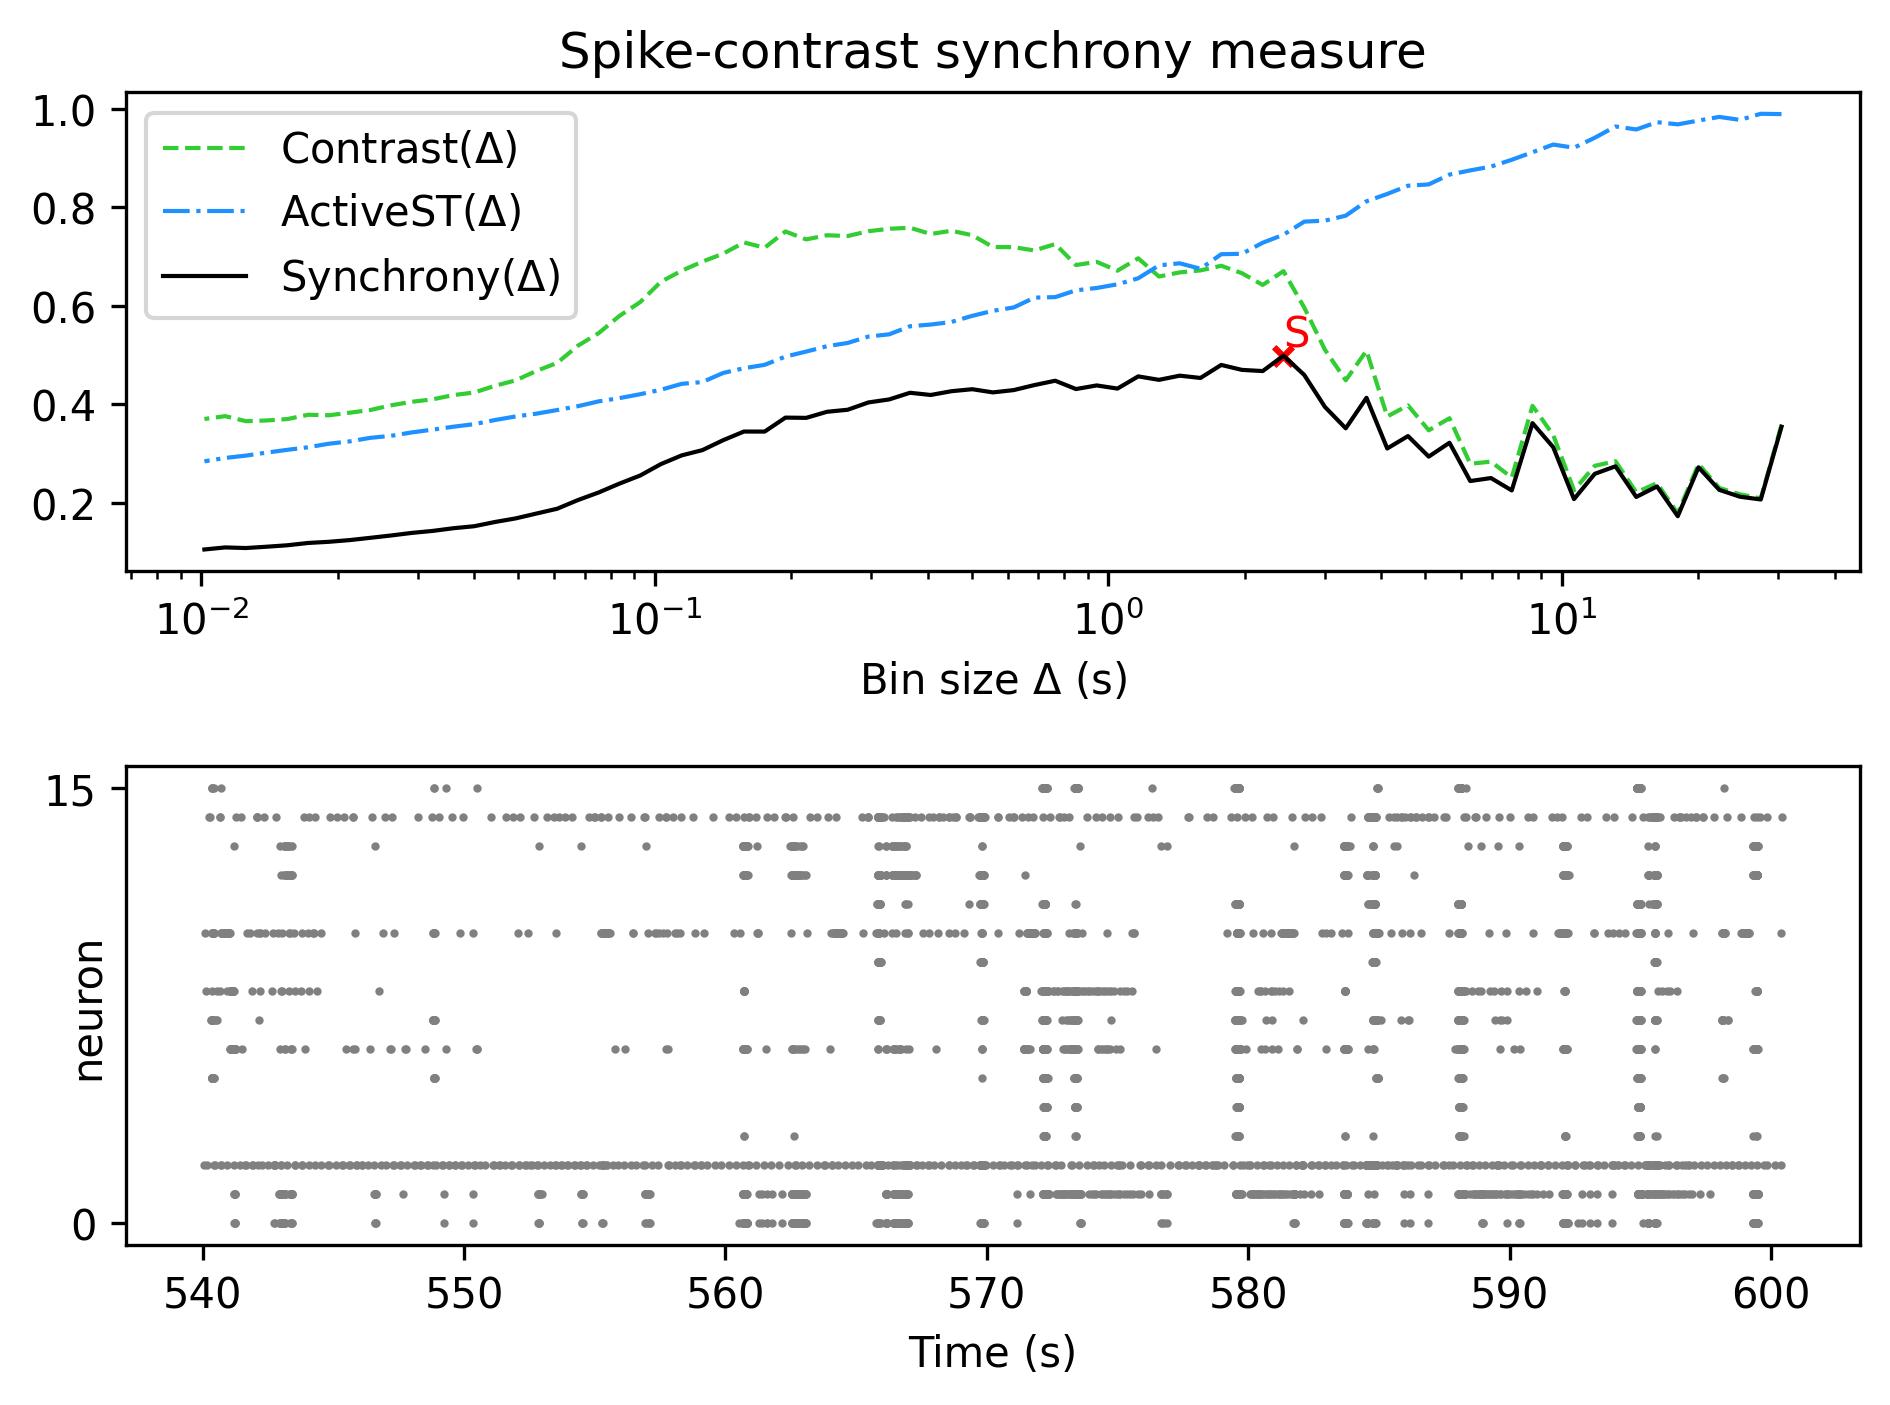 Spike-contrast synchrony measure
1.0
0.8
0.6
0.4
0.2
Contrast(Δ)
ActiveST(Δ)
Synchrony(Δ)
S
10⁻² 10⁻¹ 10⁰ 10¹
Bin size Δ (s)
15
0
neuron
540 550 560 570 580 590 600
Time (s)